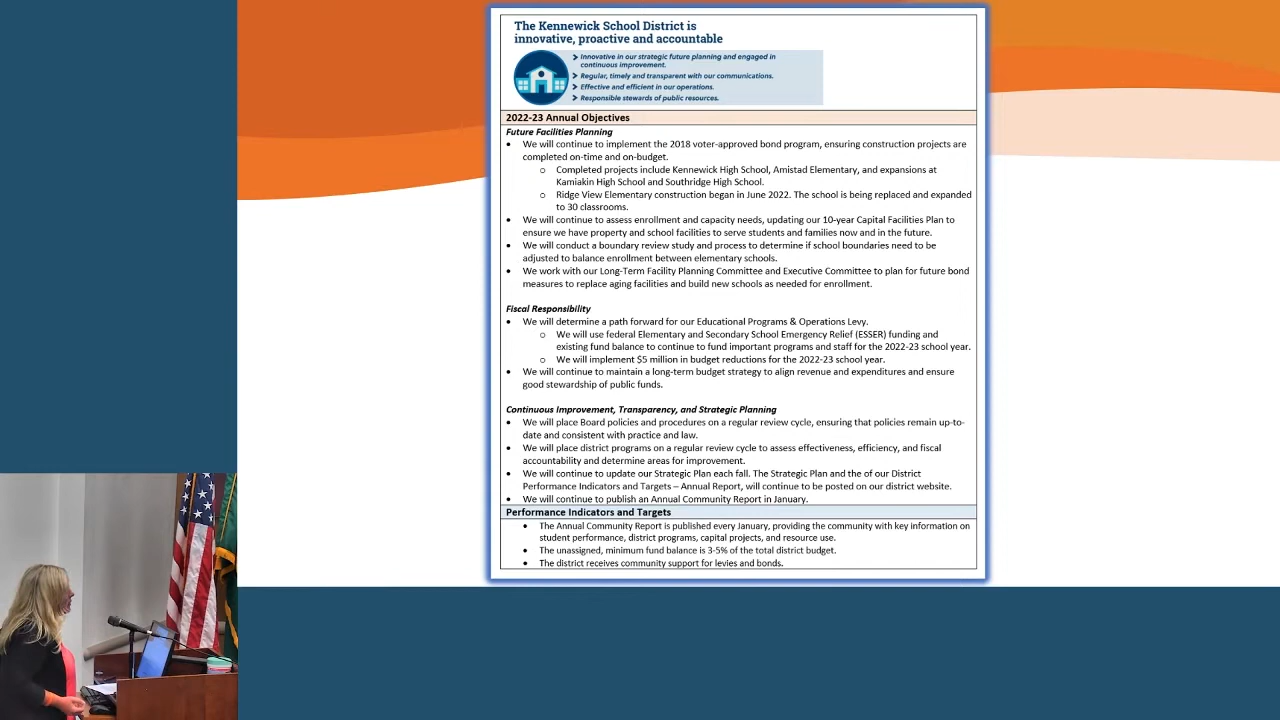 The Kennewick School District is
innovative, proactive and accountable
Innovative in our strategic future planning and engaged in
continuous improvement.
Regular, timely and transparent with our communications.
Effective and efficient in our operations.
Responsible stewards of public resources.
2022-23 Annual Objectives
Future Facilities Planning
• We will continue to implement the 2018 voter-approved bond program, ensuring construction projects are
completed on-time and on-budget.
o Completed projects include Kennewick High School, Amistad Elementary, and expansions at
Kamiakin High School and Southridge High School.
o Ridge View Elementary construction began in June 2022. The school is being replaced and expanded
to 30 classrooms.
• We will continue to assess enrollment and capacity needs, updating our 10-year Capital Facilities Plan to
ensure we have property and school facilities to serve students and families now and in the future.
• We will conduct a boundary review study and process to determine if school boundaries need to be
adjusted to balance enrollment between elementary schools.
• We work with our Long-Term Facility Planning Committee and Executive Committee to plan for future bond
measures to replace aging facilities and build new schools as needed for enrollment.
Fiscal Responsibility
• We will determine a path forward for our Educational Programs & Operations Levy.
o We will use federal Elementary and Secondary School Emergency Relief (ESSER) funding and
existing fund balance to continue to fund important programs and staff for the 2022-23 school year.
o We will implement $5 million in budget reductions for the 2022-23 school year.
• We will continue to maintain a long-term budget strategy to align revenue and expenditures and ensure
good stewardship of public funds.
Continuous Improvement, Transparency, and Strategic Planning
• We will place Board policies and procedures on a regular review cycle, ensuring that policies remain up-to-
date and consistent with practice and law.
• We will place district programs on a regular review cycle to assess effectiveness, efficiency, and fiscal
accountability and determine areas for improvement.
• We will continue to update our Strategic Plan each fall. The Strategic Plan and the of our District
Performance Indicators and Targets – Annual Report, will continue to be posted on our district website.
• We will continue to publish an Annual Community Report in January.
Performance Indicators and Targets
• The Annual Community Report is published every January, providing the community with key information on
student performance, district programs, capital projects, and resource use.
• The unassigned, minimum fund balance is 3-5% of the total district budget.
• The district receives community support for levies and bonds.